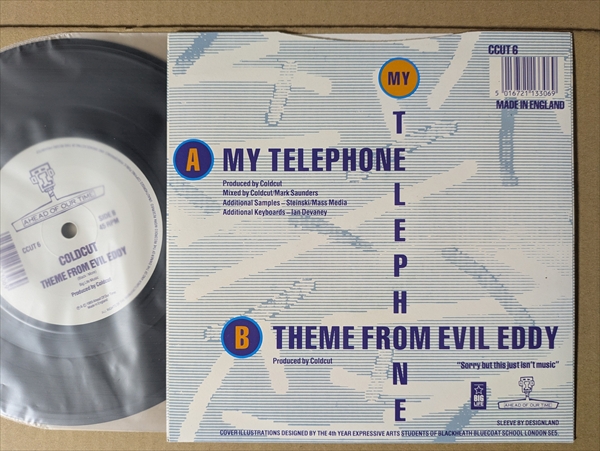 AHEAD OF OUR TIME!
CCUT 6
SIDE B
45 RPM
COLDCUT
THEME FROM EVIL EDDY
Produced by Coldcut
CCUT 6
5 016721 133069
MADE IN ENGLAND
MY
TELEPHONE
A MY TELEPHONE
Produced by Coldcut
Mixed by Coldcut/Mark Saunders
Additional Samples – Steinski/Mass Media
Additional Keyboards – Ian Devaney
B THEME FROM EVIL EDDY
Produced by Coldcut
"Sorry but this just isn't music"
BIG
LIFE
AHEAD OF OUR TIME!
SLEEVE BY DESIGNLAND
COVER ILLUSTRATIONS DESIGNED BY THE 4th YEAR EXPRESSIVE ARTS STUDENTS OF BLACKHEATH BLUECOAT SCHOOL LONDON SE5.